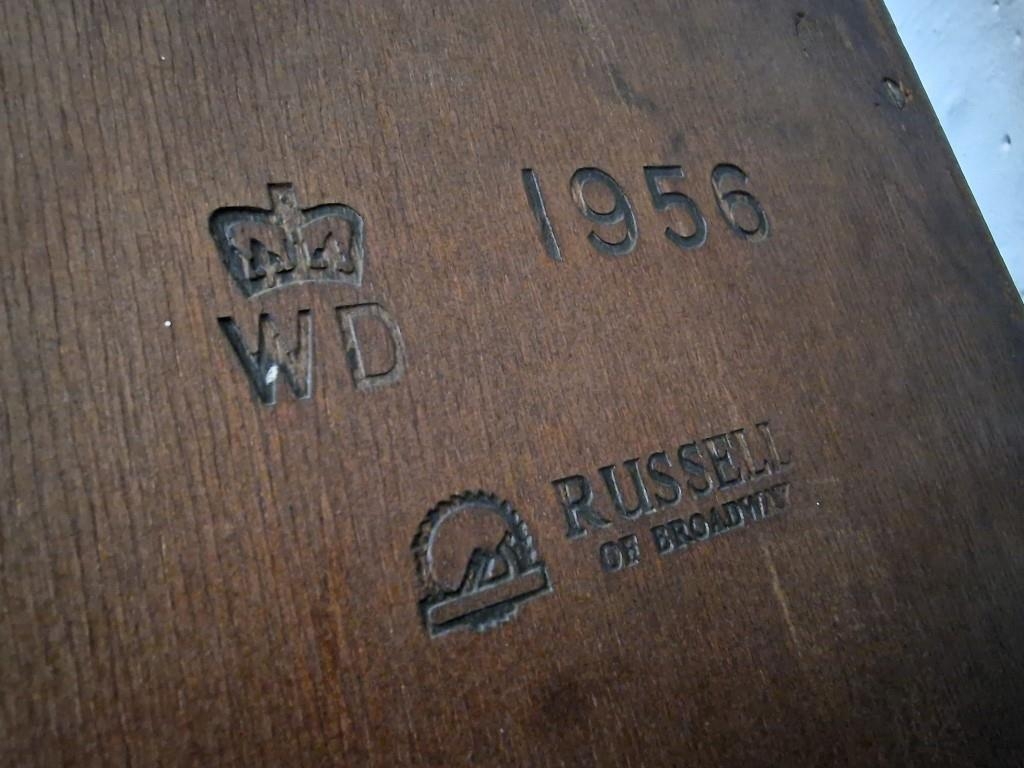 1956
WD
RUSSELL
OF BROADWAY